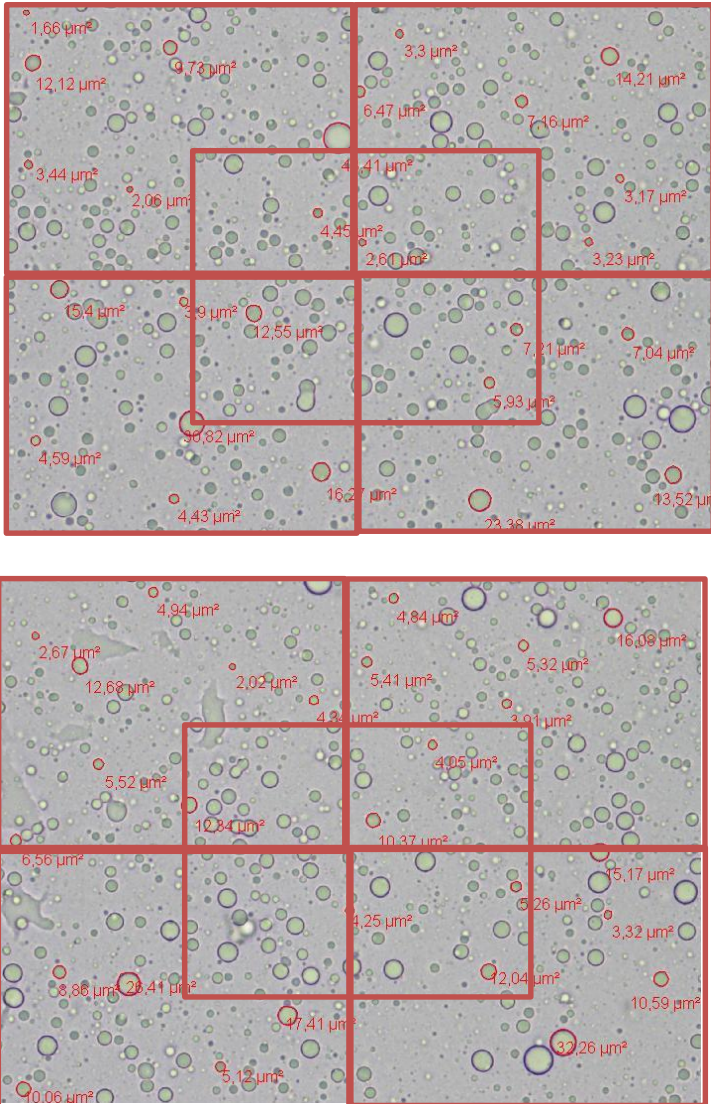 1,66 µm²
9,73 µm²
12,12 µm²
3,3 µm²
14,21 µm²
6,47 µm²
7,16 µm²
3,44 µm²
2,06 µm²
3,17 µm²
4,45
2,61 µm²
3,23 µm²
15,4 µm²
3,9 µm²
12,55 µm²
7,21 µm²
7,04 µm²
5,93 µm²
30,82 µm²
4,59 µm²
16,27 µm²
4,43 µm²
23,38 µm²
13,52 µm²
4,94 µm²
4,84 µm²
16,08 µm²
2,67 µm²
12,68 µm²
2,02 µm²
5,41 µm²
5,32 µm²
4,34 µm²
3,91 µm²
4,05 µm²
5,52 µm²
12,84 µm²
10,37 µm²
6,56 µm²
15,17 µm²
4,25 µm²
5,26 µm²
3,32 µm²
3,86 µm²
26,41 µm²
12,04 µm²
10,59 µm²
17,41 µm²
32,26 µm²
5,12 µm²
10,06 µm²